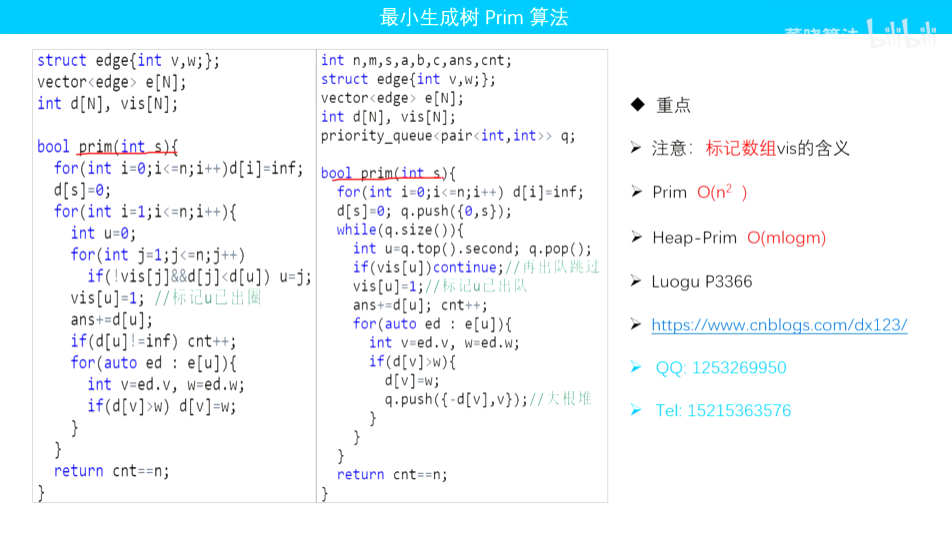 最小生成树 Prim 算法
董晓算法 bilibili
struct edge{int v,w;};
vector<edge> e[N];
int d[N], vis[N];
bool prim(int s){
for(int i=0;i<=n;i++)d[i]=inf;
d[s]=0;
for(int i=1;i<=n;i++){
int u=0;
for(int j=1;j<=n;j++)
if(!vis[j]&&d[j]<d[u]) u=j;
vis[u]=1; //标记u已出圈
ans+=d[u];
if(d[u]!=inf) cnt++;
for(auto ed : e[u]){
int v=ed.v, w=ed.w;
if(d[v]>w) d[v]=w;
}
}
return cnt==n;
}
int n,m,s,a,b,c,ans,cnt;
struct edge{int v,w;};
vector<edge> e[N];
int d[N], vis[N];
priority_queue<pair<int,int>> q;
bool prim(int s){
for(int i=0;i<=n;i++) d[i]=inf;
d[s]=0; q.push({0,s});
while(q.size()){
int u=q.top().second; q.pop();
if(vis[u])continue;//再出队跳过
vis[u]=1;//标记u已出队
ans+=d[u]; cnt++;
for(auto ed : e[u]){
int v=ed.v, w=ed.w;
if(d[v]>w){
d[v]=w;
q.push({-d[v],v});//大根堆
}
}
}
return cnt==n;
}
◆ 重点
➢ 注意：标记数组vis的含义
➢ Prim O(n² )
➢ Heap-Prim O(mlogm)
➢ Luogu P3366
➢ https://www.cnblogs.com/dx123/
➢ QQ: 1253269950
➢ Tel: 15215363576